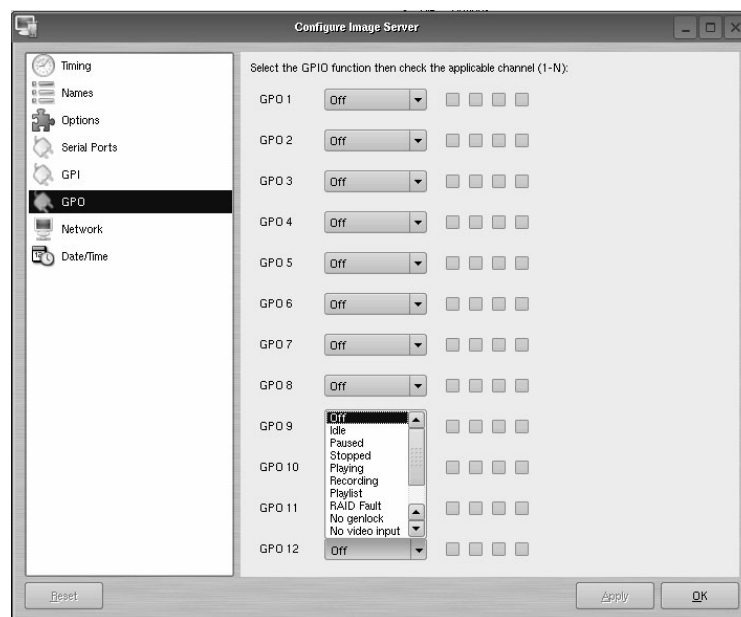 Configure Image Server
Timing
Names
Options
Serial Ports
GPI
GPO
Network
Date/Time
Select the GPIO function then check the applicable channel (1-N):
GPO 1 Off
GPO 2 Off
GPO 3 Off
GPO 4 Off
GPO 5 Off
GPO 6 Off
GPO 7 Off
GPO 8 Off
GPO 9
GPO 10
GPO 11
Off
Idle
Paused
Stopped
Playing
Recording
Playlist
RAID Fault
No genlock
No video input
GPO 12 Off
Reset
Apply
OK